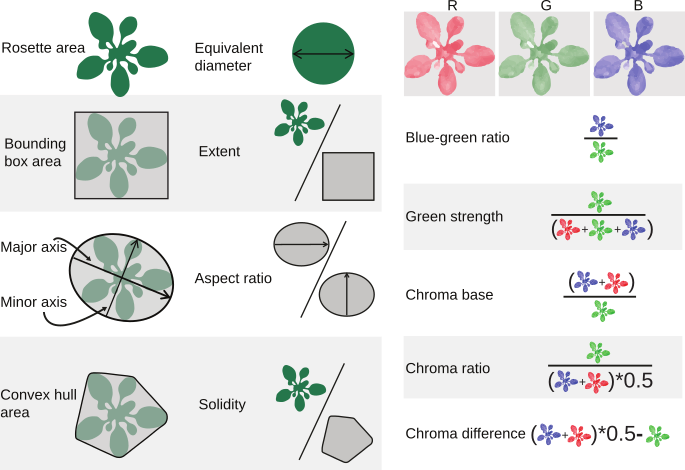 Rosette area
Equivalent
diameter
Bounding
box area
Extent
Major axis
Minor axis
Aspect ratio
Convex hull
area
Solidity
R G B
Blue-green ratio
Green strength
( + + )
Chroma base
( + )
Chroma ratio
( + )*0.5
Chroma difference ( + )*0.5-